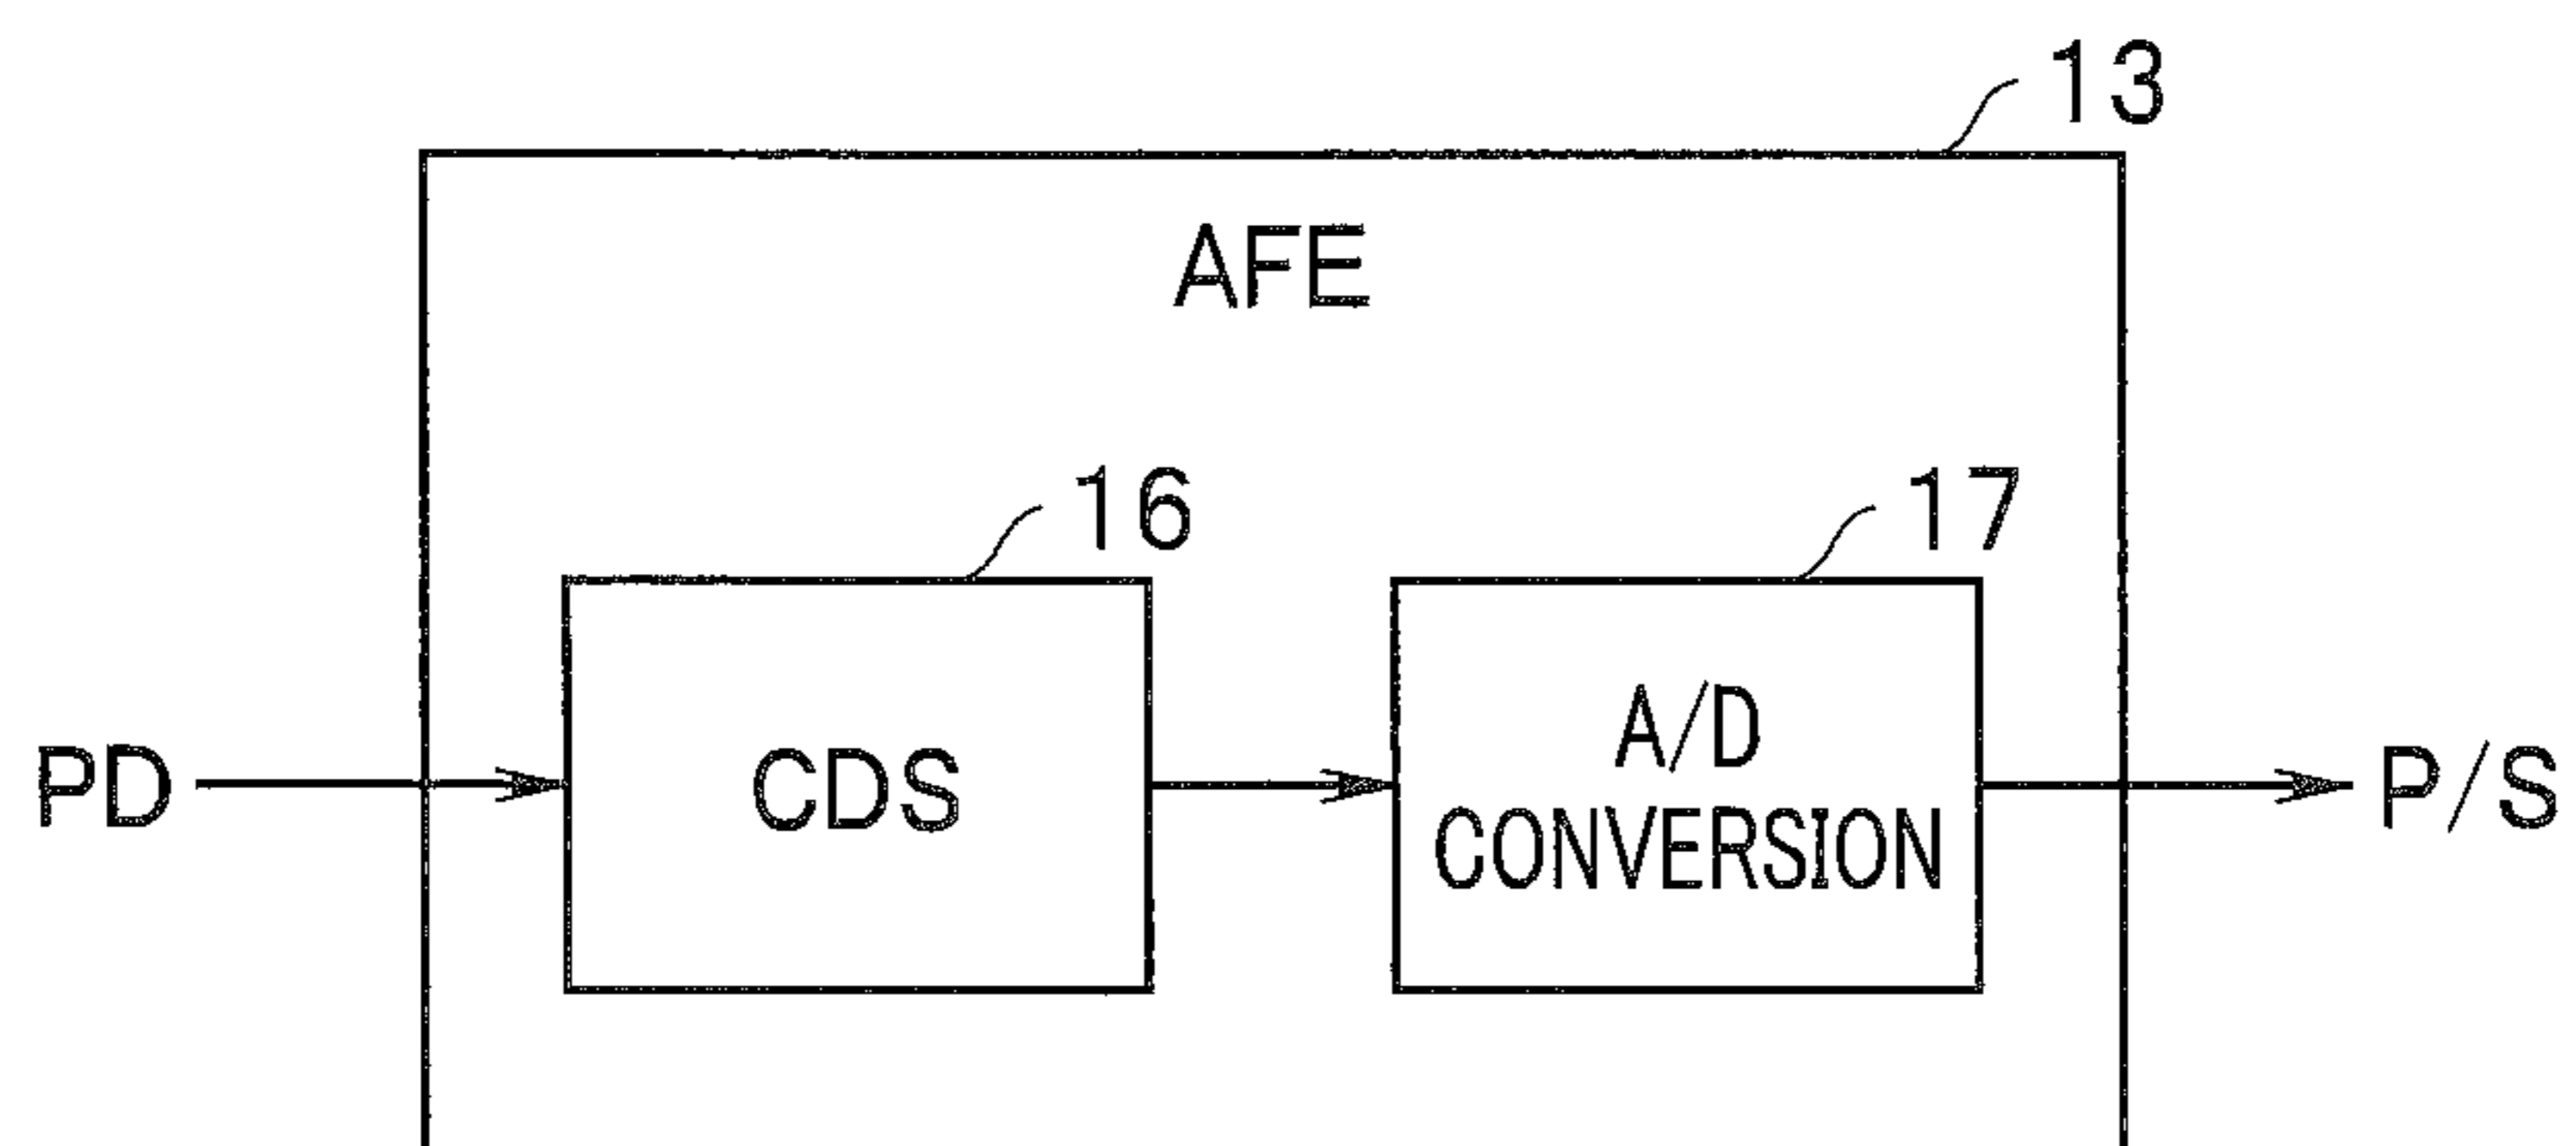 13
AFE
16
17
PD
CDS
A/D
CONVERSION
P/S